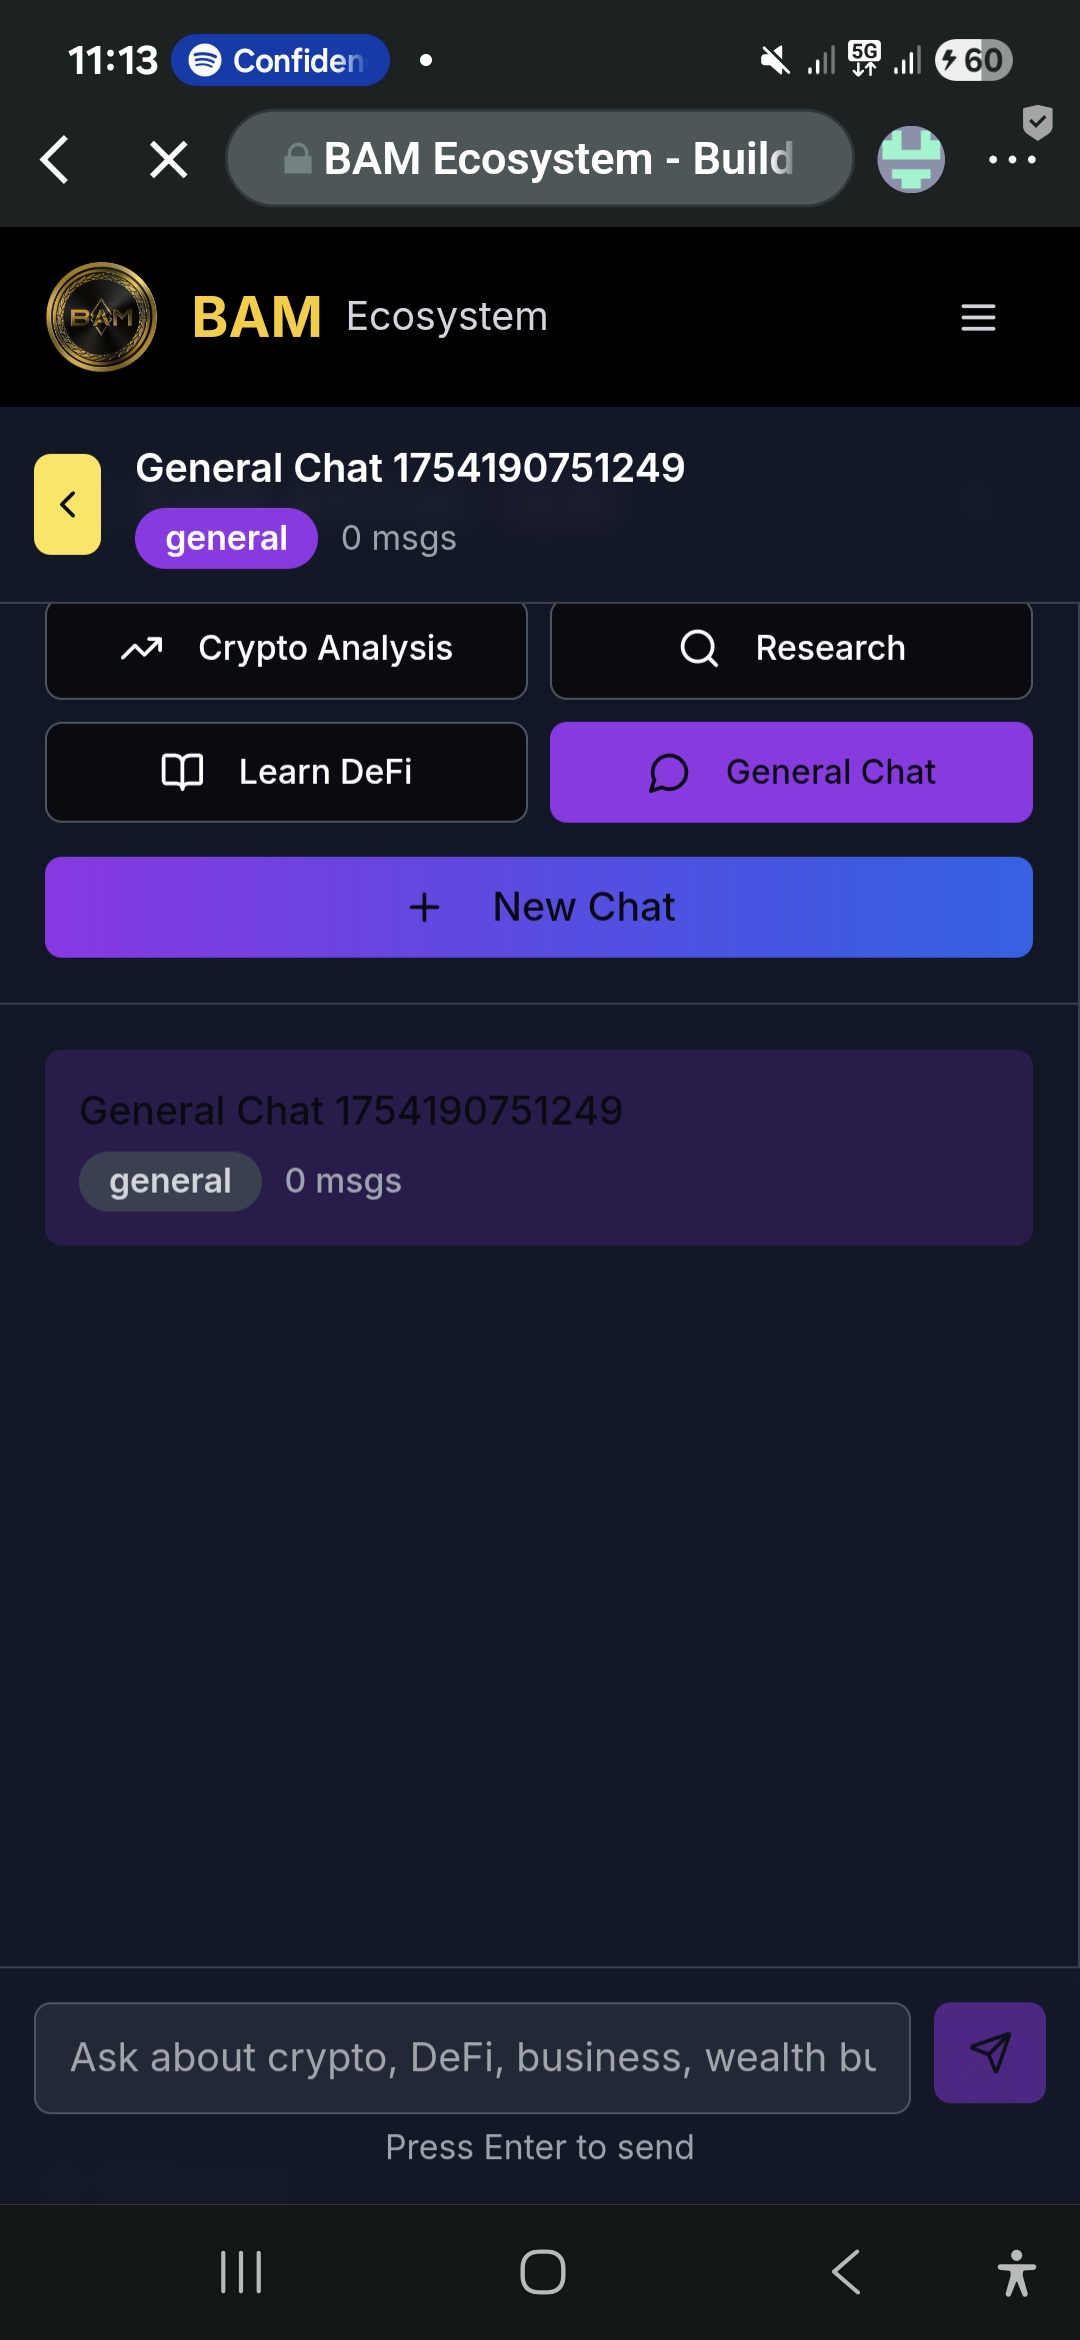 11:13 Confiden 5G 60
BAM Ecosystem - Build
BAM
BAM Ecosystem
General Chat 1754190751249
general 0 msgs
Crypto Analysis
Research
Learn DeFi
General Chat
+ New Chat
General Chat 1754190751249
general 0 msgs
Ask about crypto, DeFi, business, wealth bu
Press Enter to send